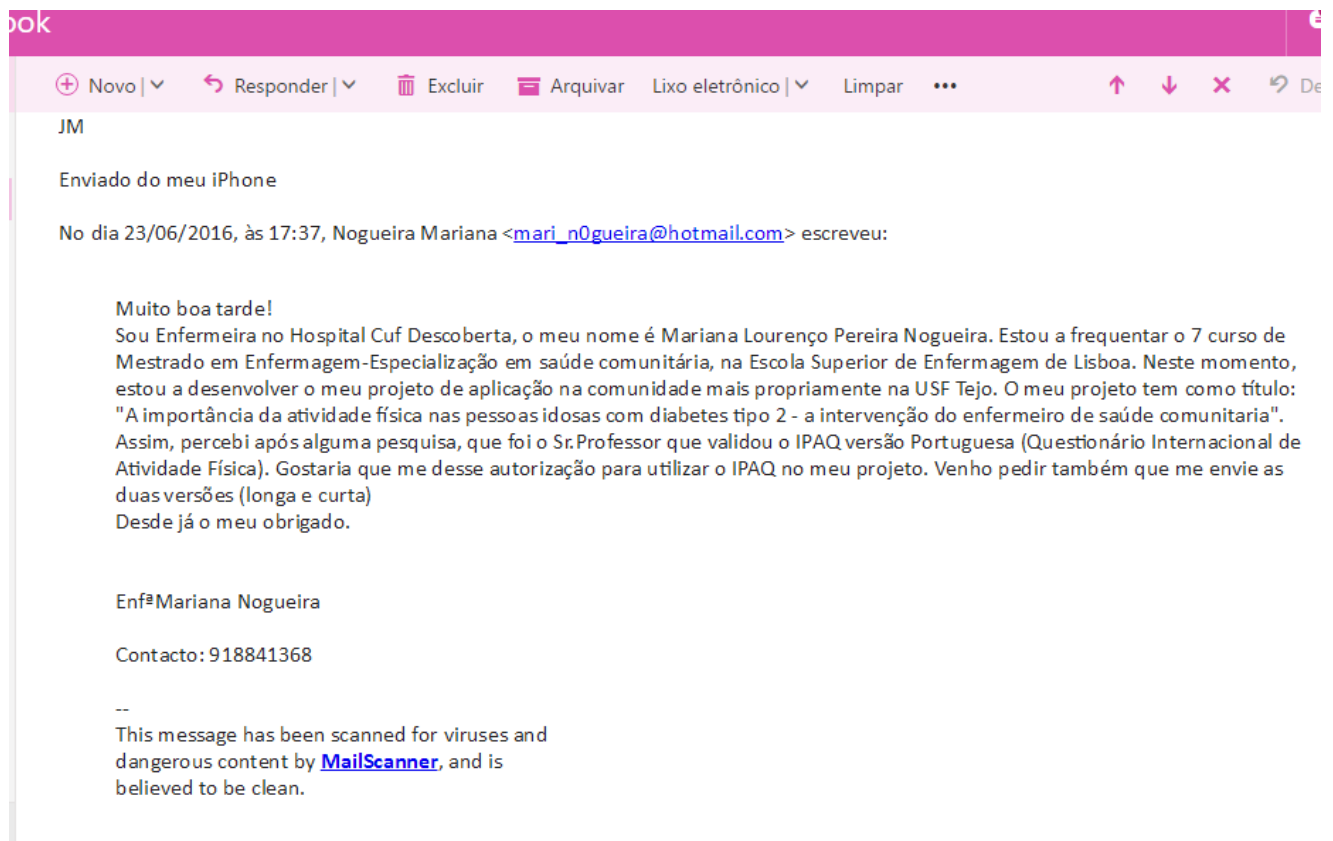 ook
Novo | Responder | Excluir Arquivar Lixo eletrônico | Limpar ••• De
JM
Enviado do meu iPhone
No dia 23/06/2016, às 17:37, Nogueira Mariana <mari_n0gueira@hotmail.com> escreveu:
Muito boa tarde!
Sou Enfermeira no Hospital Cuf Descoberta, o meu nome é Mariana Lourenço Pereira Nogueira. Estou a frequentar o 7 curso de
Mestrado em Enfermagem-Especialização em saúde comunitária, na Escola Superior de Enfermagem de Lisboa. Neste momento,
estou a desenvolver o meu projeto de aplicação na comunidade mais propriamente na USF Tejo. O meu projeto tem como título:
"A importância da atividade física nas pessoas idosas com diabetes tipo 2 - a intervenção do enfermeiro de saúde comunitaria".
Assim, percebi após alguma pesquisa, que foi o Sr.Professor que validou o IPAQ versão Portuguesa (Questionário Internacional de
Atividade Física). Gostaria que me desse autorização para utilizar o IPAQ no meu projeto. Venho pedir também que me envie as
duas versões (longa e curta)
Desde já o meu obrigado.
EnfªMariana Nogueira
Contacto: 918841368
--
This message has been scanned for viruses and
dangerous content by MailScanner, and is
believed to be clean.